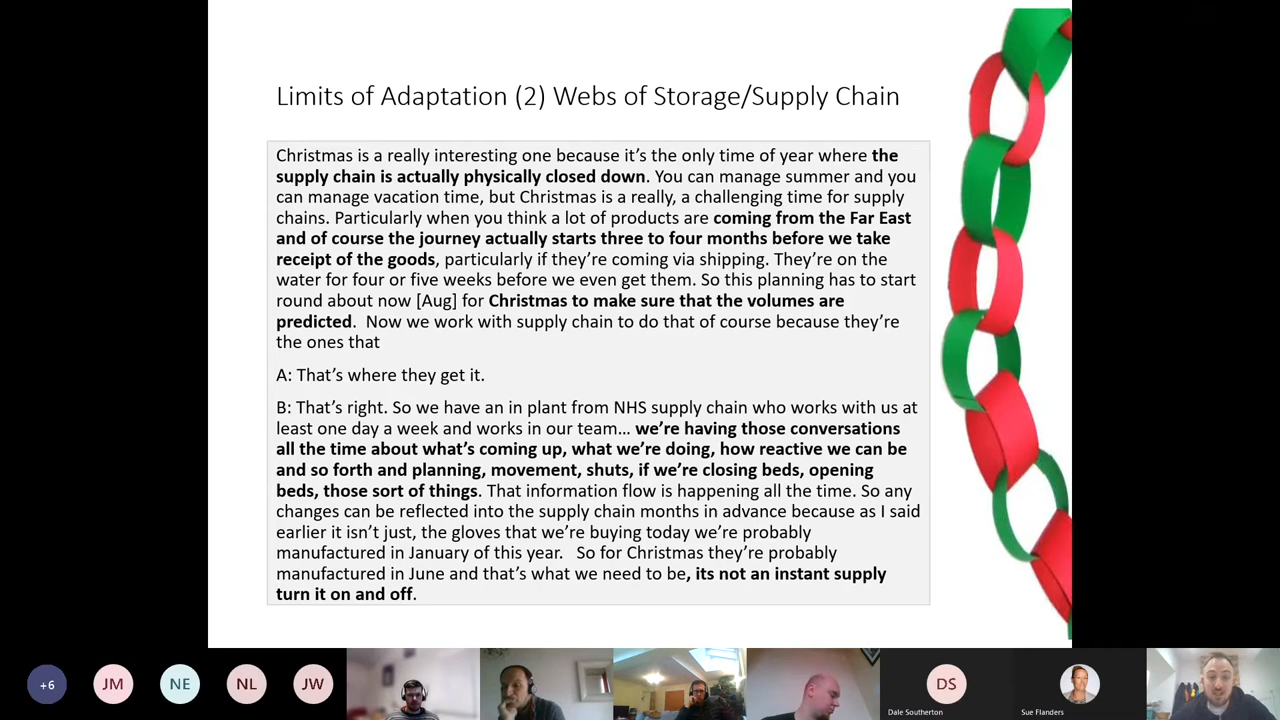 Limits of Adaptation (2) Webs of Storage/Supply Chain
Christmas is a really interesting one because it's the only time of year where the
supply chain is actually physically closed down. You can manage summer and you
can manage vacation time, but Christmas is a really, a challenging time for supply
chains. Particularly when you think a lot of products are coming from the Far East
and of course the journey actually starts three to four months before we take
receipt of the goods, particularly if they're coming via shipping. They're on the
water for four or five weeks before we even get them. So this planning has to start
round about now [Aug] for Christmas to make sure that the volumes are
predicted. Now we work with supply chain to do that of course because they're
the ones that
A: That's where they get it.
B: That's right. So we have an in plant from NHS supply chain who works with us at
least one day a week and works in our team… we're having those conversations
all the time about what's coming up, what we're doing, how reactive we can be
and so forth and planning, movement, shuts, if we're closing beds, opening
beds, those sort of things. That information flow is happening all the time. So any
changes can be reflected into the supply chain months in advance because as I said
earlier it isn't just, the gloves that we're buying today we're probably
manufactured in January of this year. So for Christmas they're probably
manufactured in June and that's what we need to be, its not an instant supply
turn it on and off.
+6
JM
NE
NL
JW
DS
Dale Southerton
Sue Flanders